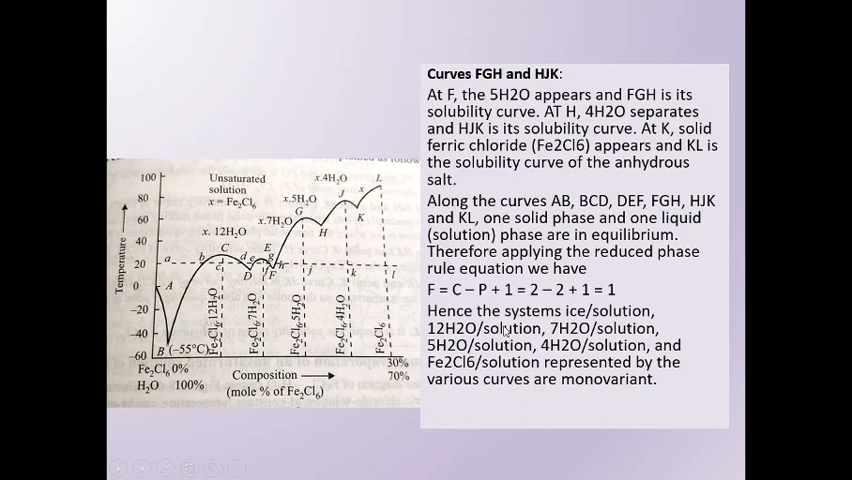 100
80
60
40
20
0
-20
-40
-60
Temperature
Unsaturated
solution
x = Fe2Cl6
x. 12H2O
x.7H2O
x.5H2O
x.4H2O
x
L
J
K
G
H
C
E
D
F
A
B (−55°C)
a
b
c
d
e
f
g
h
j
k
l
Fe2Cl6.12H2O
Fe2Cl6.7H2O
Fe2Cl6.5H2O
Fe2Cl6.4H2O
Fe2Cl6
Fe2Cl6 0%
H2O 100%
Composition
(mole % of Fe2Cl6)
30%
70%
Curves FGH and HJK:
At F, the 5H2O appears and FGH is its
solubility curve. AT H, 4H2O separates
and HJK is its solubility curve. At K, solid
ferric chloride (Fe2Cl6) appears and KL is
the solubility curve of the anhydrous
salt.
Along the curves AB, BCD, DEF, FGH, HJK
and KL, one solid phase and one liquid
(solution) phase are in equilibrium.
Therefore applying the reduced phase
rule equation we have
F = C – P + 1 = 2 – 2 + 1 = 1
Hence the systems ice/solution,
12H2O/solution, 7H2O/solution,
5H2O/solution, 4H2O/solution, and
Fe2Cl6/solution represented by the
various curves are monovariant.